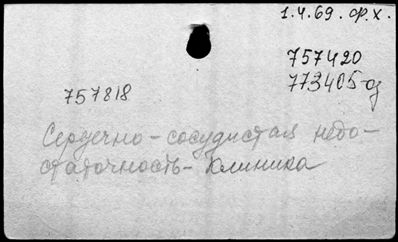 1.4.69. ф.х.
757420
773405
757818
Сердечно-сосудистая недо-
статочность-Клиника